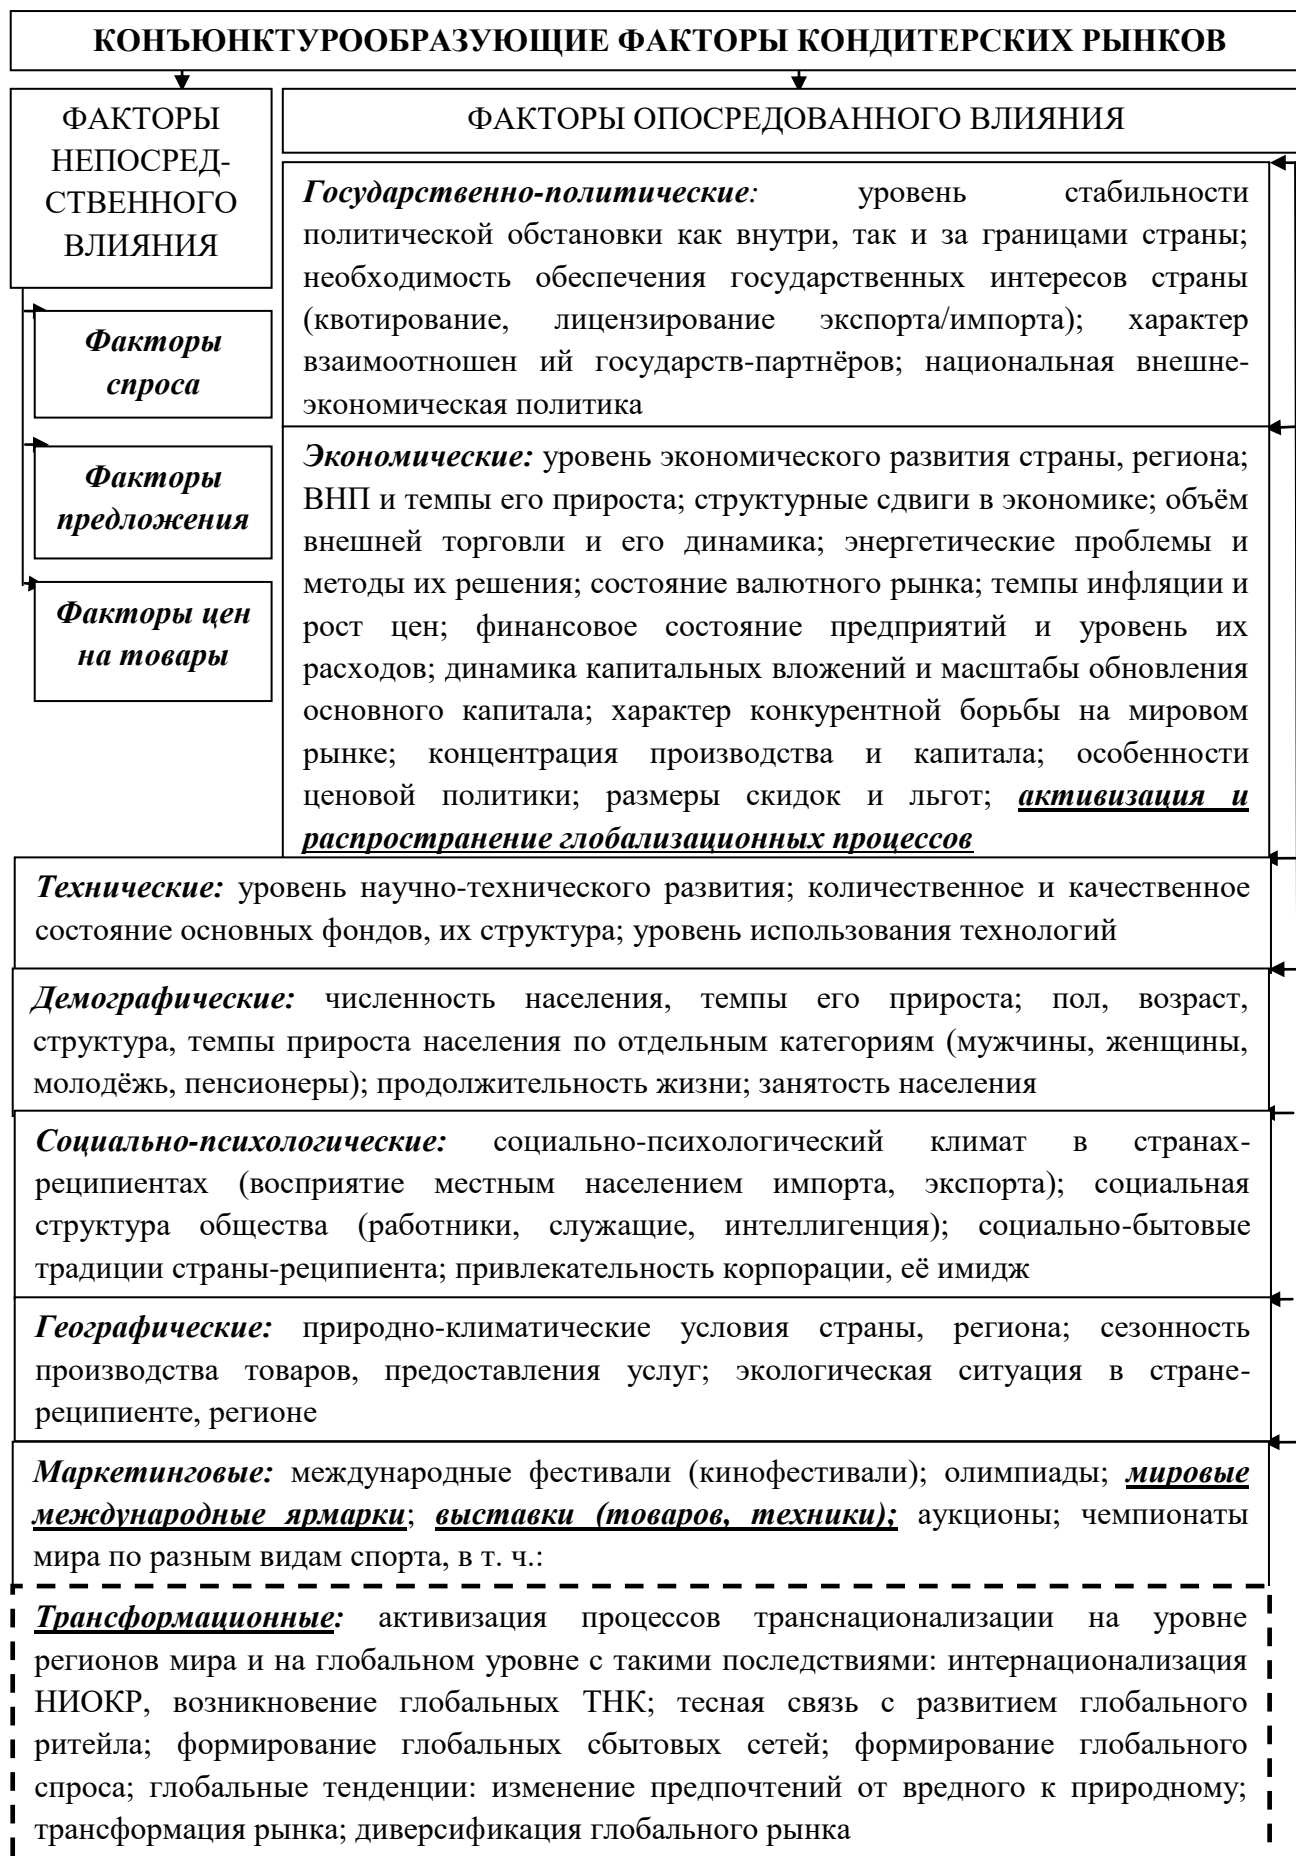 КОНЪЮНКТУРООБРАЗУЮЩИЕ ФАКТОРЫ КОНДИТЕРСКИХ РЫНКОВ
ФАКТОРЫ
НЕПОСРЕД-
СТВЕННОГО
ВЛИЯНИЯ
Факторы
спроса
Факторы
предложения
Факторы цен
на товары
ФАКТОРЫ ОПОСРЕДОВАННОГО ВЛИЯНИЯ
Государственно-политические: уровень стабильности
политической обстановки как внутри, так и за границами страны;
необходимость обеспечения государственных интересов страны
(квотирование, лицензирование экспорта/импорта); характер
взаимоотношен ий государств-партнёров; национальная внешне-
экономическая политика
Экономические: уровень экономического развития страны, региона;
ВНП и темпы его прироста; структурные сдвиги в экономике; объём
внешней торговли и его динамика; энергетические проблемы и
методы их решения; состояние валютного рынка; темпы инфляции и
рост цен; финансовое состояние предприятий и уровень их
расходов; динамика капитальных вложений и масштабы обновления
основного капитала; характер конкурентной борьбы на мировом
рынке; концентрация производства и капитала; особенности
ценовой политики; размеры скидок и льгот; активизация и
распространение глобализационных процессов
Технические: уровень научно-технического развития; количественное и качественное
состояние основных фондов, их структура; уровень использования технологий
Демографические: численность населения, темпы его прироста; пол, возраст,
структура, темпы прироста населения по отдельным категориям (мужчины, женщины,
молодёжь, пенсионеры); продолжительность жизни; занятость населения
Социально-психологические: социально-психологический климат в странах-
реципиентах (восприятие местным населением импорта, экспорта); социальная
структура общества (работники, служащие, интеллигенция); социально-бытовые
традиции страны-реципиента; привлекательность корпорации, её имидж
Географические: природно-климатические условия страны, региона; сезонность
производства товаров, предоставления услуг; экологическая ситуация в стране-
реципиенте, регионе
Маркетинговые: международные фестивали (кинофестивали); олимпиады; мировые
международные ярмарки; выставки (товаров, техники); аукционы; чемпионаты
мира по разным видам спорта, в т. ч.:
Трансформационные: активизация процессов транснационализации на уровне
регионов мира и на глобальном уровне с такими последствиями: интернационализация
НИОКР, возникновение глобальных ТНК; тесная связь с развитием глобального
ритейла; формирование глобальных сбытовых сетей; формирование глобального
спроса; глобальные тенденции: изменение предпочтений от вредного к природному;
трансформация рынка; диверсификация глобального рынка